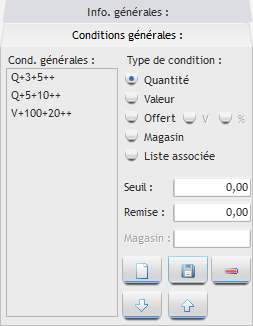 Info. générales :
Conditions générales :
Cond. générales :
Q+3+5++
Q+5+10++
V+100+20++
Type de condition :
Quantité
Valeur
Offert V %
Magasin
Liste associée
Seuil : 0,00
Remise : 0,00
Magasin :